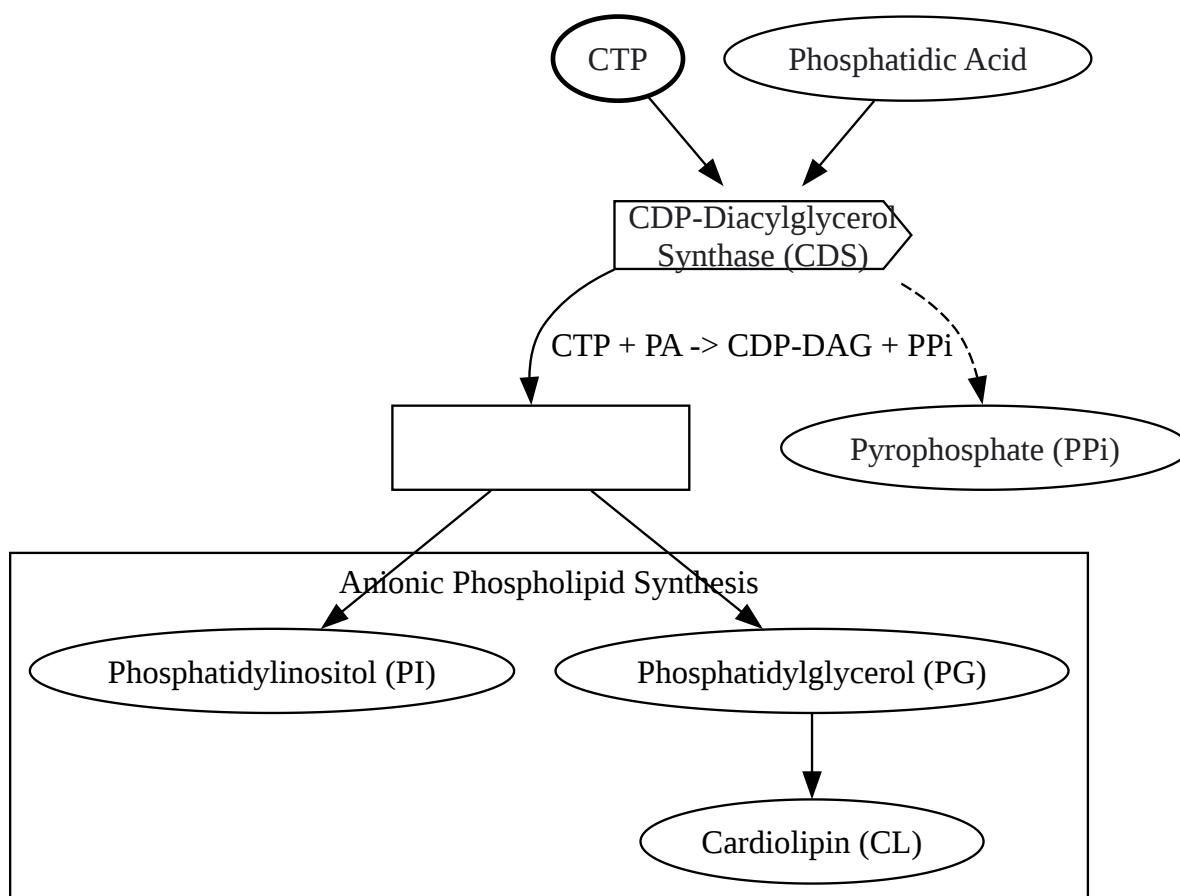 CTP
Phosphatidic Acid
CDP-Diacylglycerol
Synthase (CDS)
CTP + PA -> CDP-DAG + PPi
Pyrophosphate (PPi)
Anionic Phospholipid Synthesis
Phosphatidylinositol (PI)
Phosphatidylglycerol (PG)
Cardiolipin (CL)